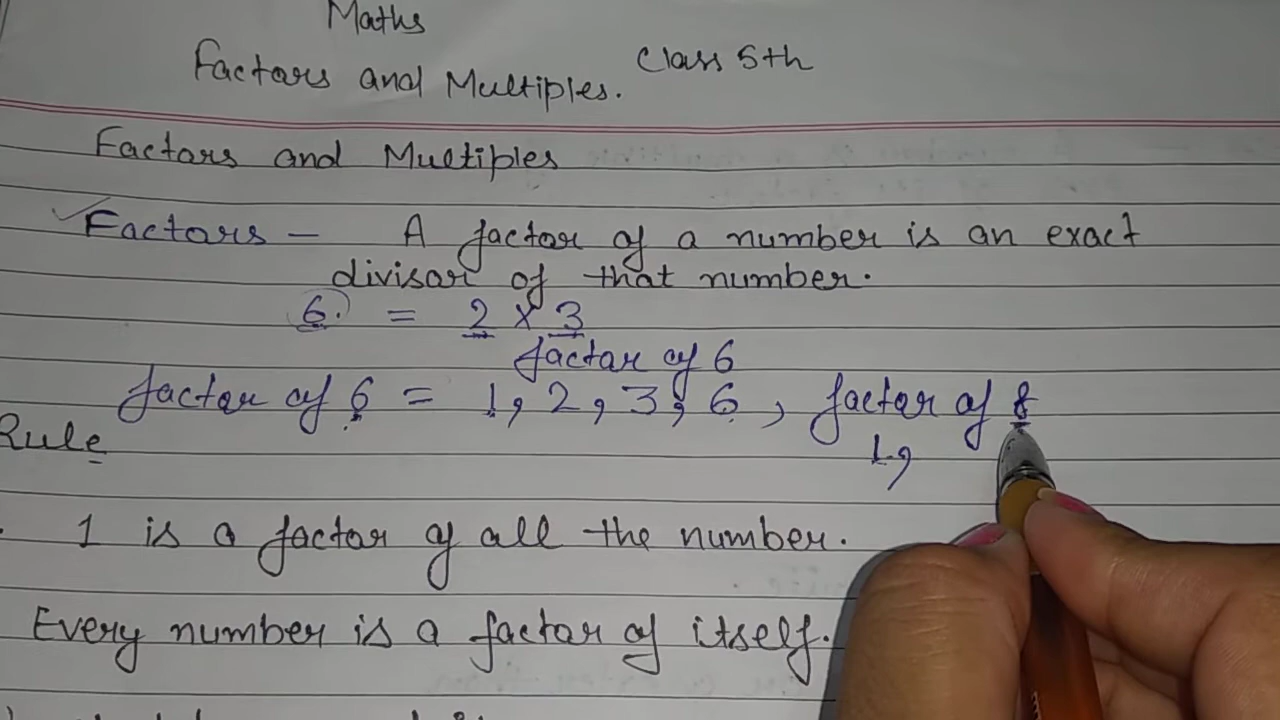 Maths
Factors and Multiples. Class 5th
Factors and Multiples
Factors – A factor of a number is an exact
divisor of that number.
6. = 2 × 3
factor of 6
factor of 6 = 1, 2, 3, 6, factor of 8
1,
Rule
1 is a factor of all the number.
Every number is a factor of itself.